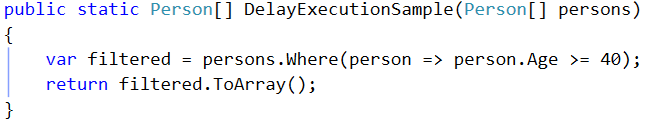 public static Person[] DelayExecutionSample(Person[] persons)
{
    var filtered = persons.Where(person => person.Age >= 40);
    return filtered.ToArray();
}